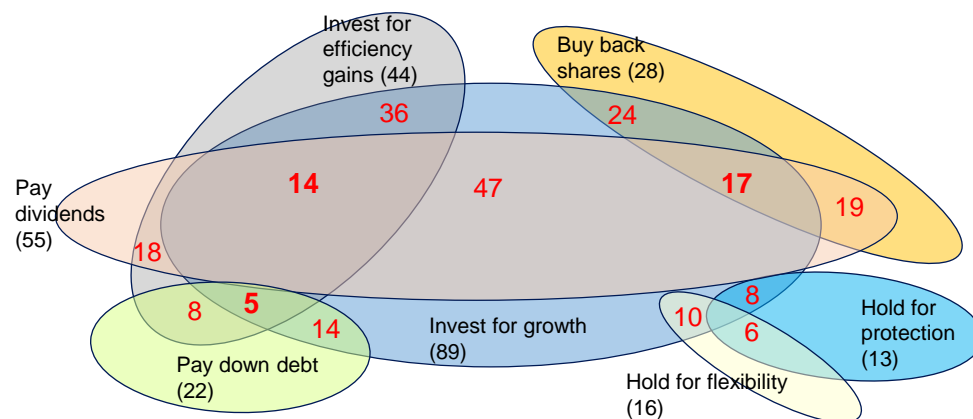 Invest for
efficiency
gains (44)
Buy back
shares (28)
36
24
Pay
dividends
(55)
14
47
17
19
18
8
5
14
Invest for growth
(89)
10
8
6
Hold for
protection
(13)
Pay down debt
(22)
Hold for flexibility
(16)